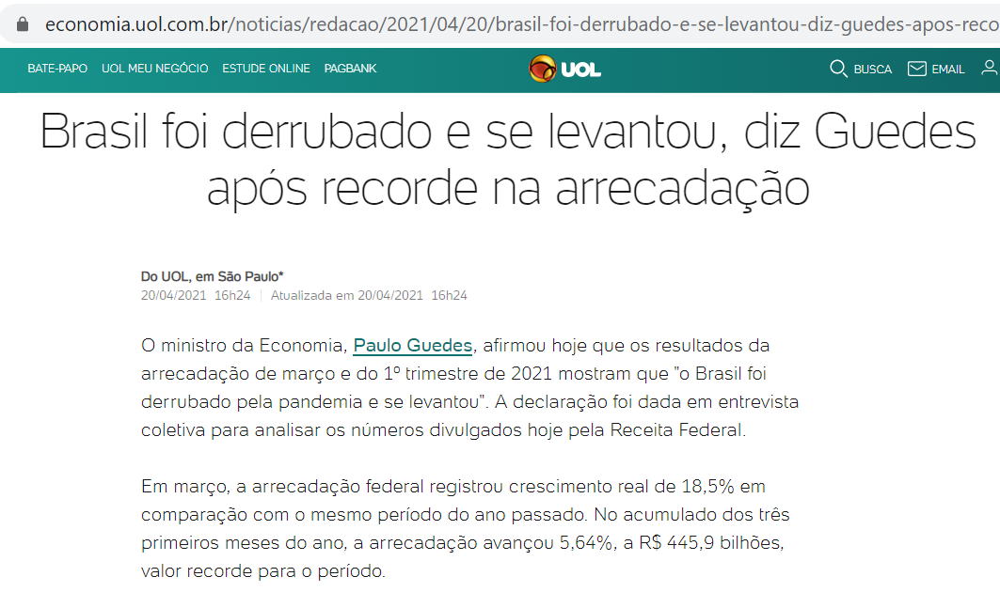 economia.uol.com.br/noticias/redacao/2021/04/20/brasil-foi-derrubado-e-se-levantou-diz-guedes-apos-reco
BATE-PAPO UOL MEU NEGÓCIO ESTUDE ONLINE PAGBANK UOL BUSCA EMAIL
Brasil foi derrubado e se levantou, diz Guedes
após recorde na arrecadação
Do UOL, em São Paulo*
20/04/2021 16h24 Atualizada em 20/04/2021 16h24
O ministro da Economia, Paulo Guedes, afirmou hoje que os resultados da
arrecadação de março e do 1º trimestre de 2021 mostram que "o Brasil foi
derrubado pela pandemia e se levantou". A declaração foi dada em entrevista
coletiva para analisar os números divulgados hoje pela Receita Federal.
Em março, a arrecadação federal registrou crescimento real de 18,5% em
comparação com o mesmo período do ano passado. No acumulado dos três
primeiros meses do ano, a arrecadação avançou 5,64%, a R$ 445,9 bilhões,
valor recorde para o período.